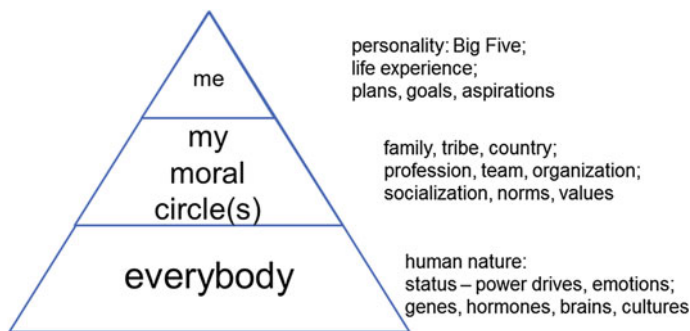 me
personality: Big Five;
life experience;
plans, goals, aspirations
my
moral
circle(s)
family, tribe, country;
profession, team, organization;
socialization, norms, values
everybody
human nature:
status – power drives, emotions;
genes, hormones, brains, cultures